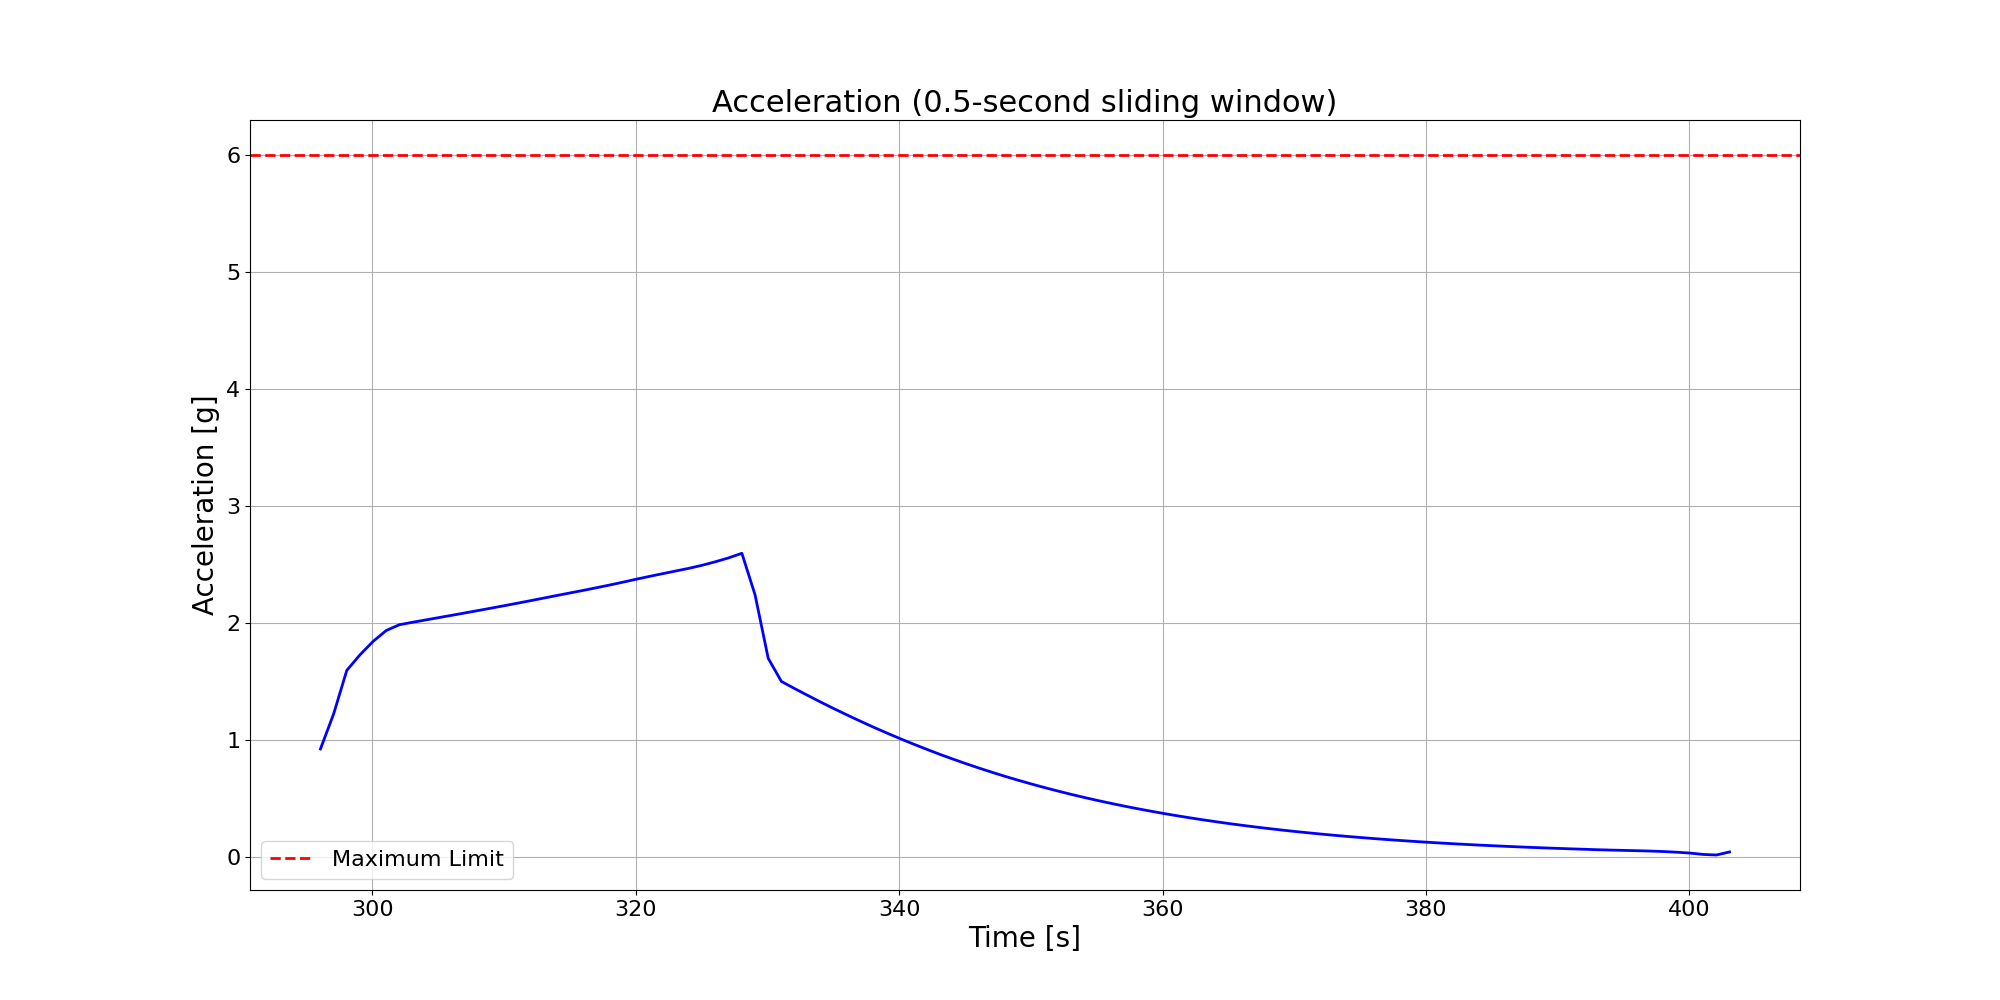 Acceleration (0.5-second sliding window)
Acceleration [g]
6
5
4
3
2
1
0
Maximum Limit
300 320 340 360 380 400
Time [s]